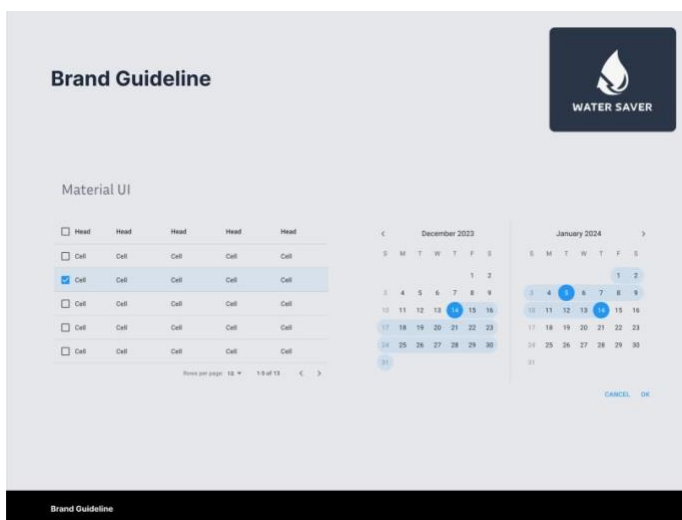 Brand Guideline
WATER SAVER
Material UI
Head Head Head Head Head
Cell Cell Cell Cell Cell
Cell Cell Cell Cell Cell
Cell Cell Cell Cell Cell
Cell Cell Cell Cell Cell
Cell Cell Cell Cell Cell
Rows per page: 10 1-5 of 13 < >
< December 2023
S M T W T F S
1 2
3 4 5 6 7 8 9
10 11 12 13 14 15 16
17 18 19 20 21 22 23
24 25 26 27 28 29 30
31
January 2024 >
S M T W T F S
1 2
3 4 5 6 7 8 9
10 11 12 13 14 15 16
17 18 19 20 21 22 23
24 25 26 27 28 29 30
31
CANCEL OK
Brand Guideline